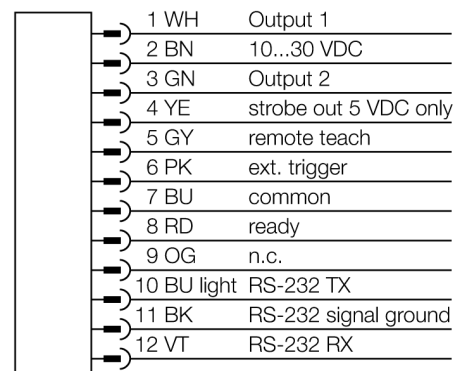 1 WH Output 1
2 BN 10...30 VDC
3 GN Output 2
4 YE strobe out 5 VDC only
5 GY remote teach
6 PK ext. trigger
7 BU common
8 RD ready
9 OG n.c.
10 BU light RS-232 TX
11 BK RS-232 signal ground
12 VT RS-232 RX